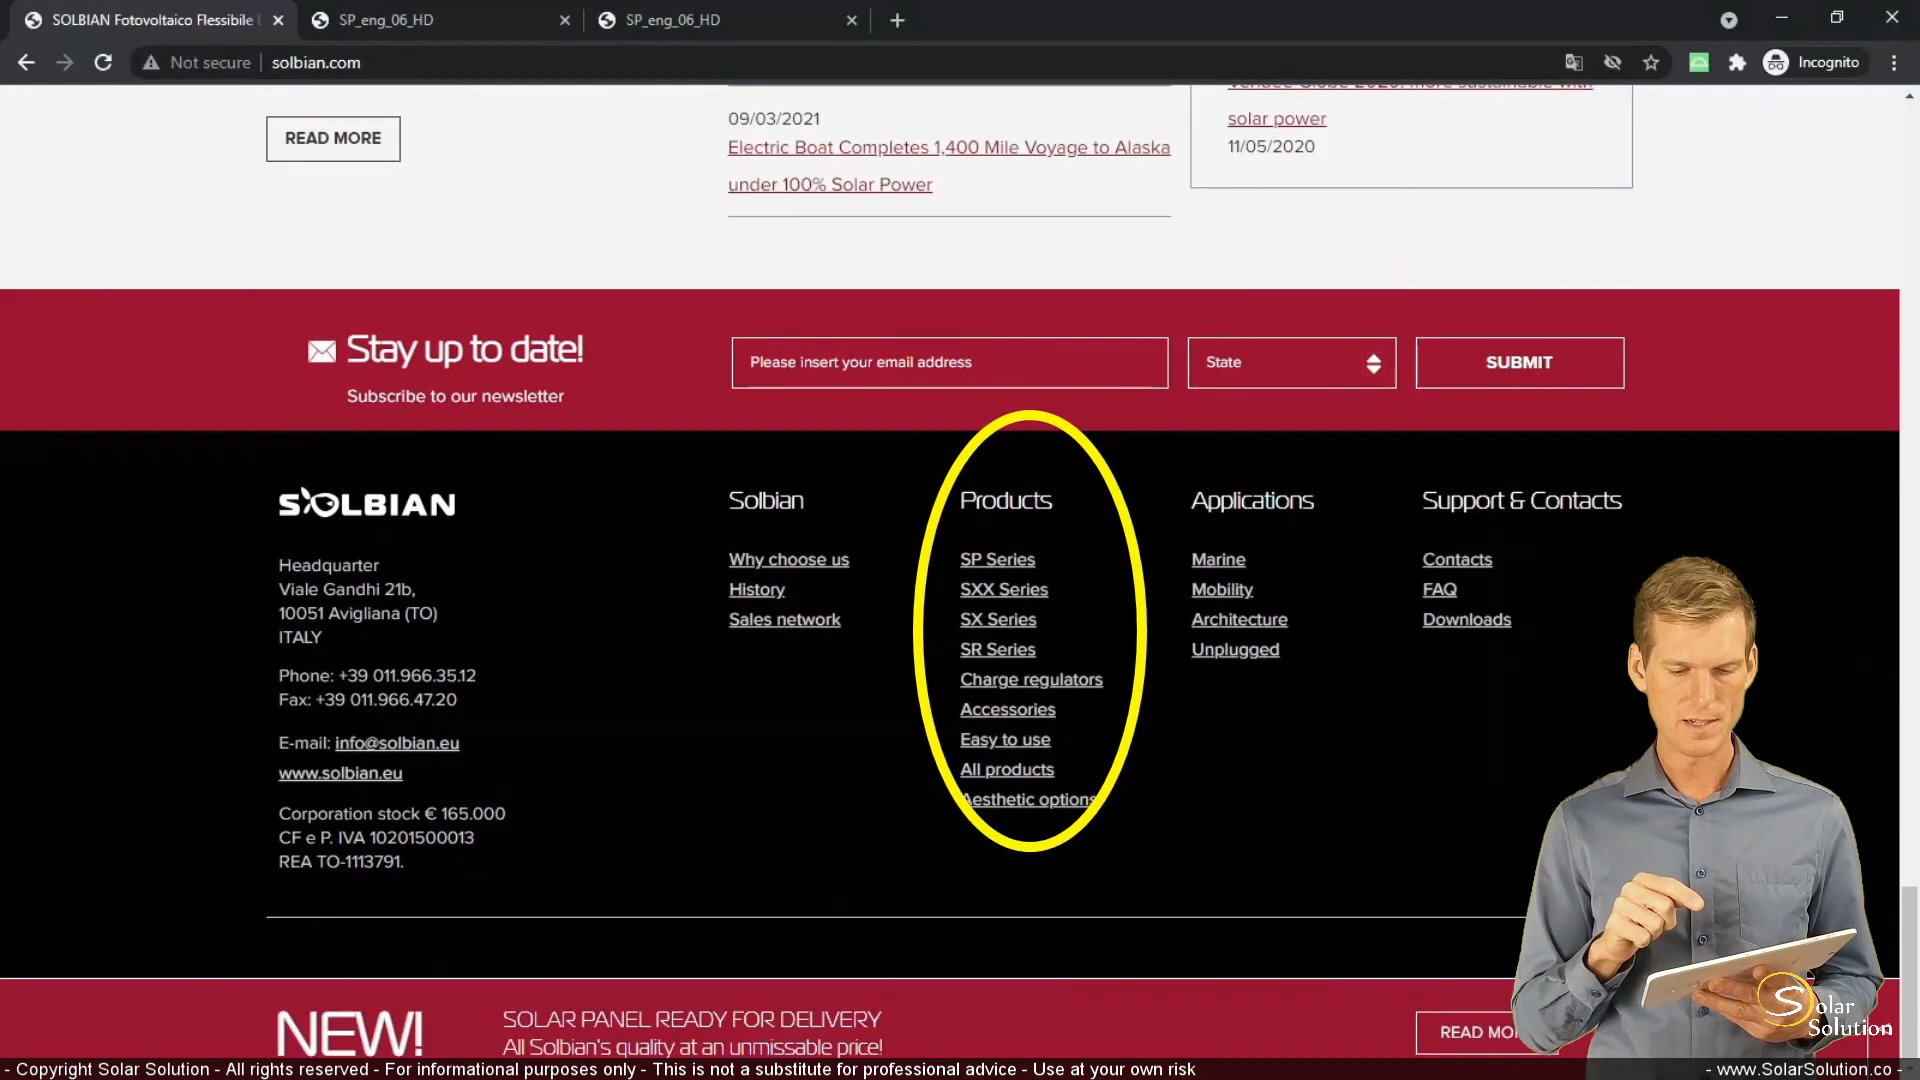 SOLBIAN Fotovoltaico Flessibile
SP_eng_06_HD
SP_eng_06_HD
Not secure
solbian.com
Incognito
READ MORE
09/03/2021
Electric Boat Completes 1,400 Mile Voyage to Alaska
under 100% Solar Power
Vendée Globe 2020: more sustainable with
solar power
11/05/2020
Stay up to date!
Subscribe to our newsletter
Please insert your email address
State
SUBMIT
SOLBIAN
Headquarter
Viale Gandhi 21b,
10051 Avigliana (TO)
ITALY
Phone: +39 011.966.35.12
Fax: +39 011.966.47.20
E-mail: info@solbian.eu
www.solbian.eu
Corporation stock € 165.000
CF e P. IVA 10201500013
REA TO-1113791.
Solbian
Why choose us
History
Sales network
Products
SP Series
SXX Series
SX Series
SR Series
Charge regulators
Accessories
Easy to use
All products
Aesthetic options
Applications
Marine
Mobility
Architecture
Unplugged
Support & Contacts
Contacts
FAQ
Downloads
NEW!
SOLAR PANEL READY FOR DELIVERY
All Solbian's quality at an unmissable price!
READ MO
Solar
Solution
- Copyright Solar Solution - All rights reserved - For informational purposes only - This is not a substitute for professional advice - Use at your own risk
- www.SolarSolution.co -